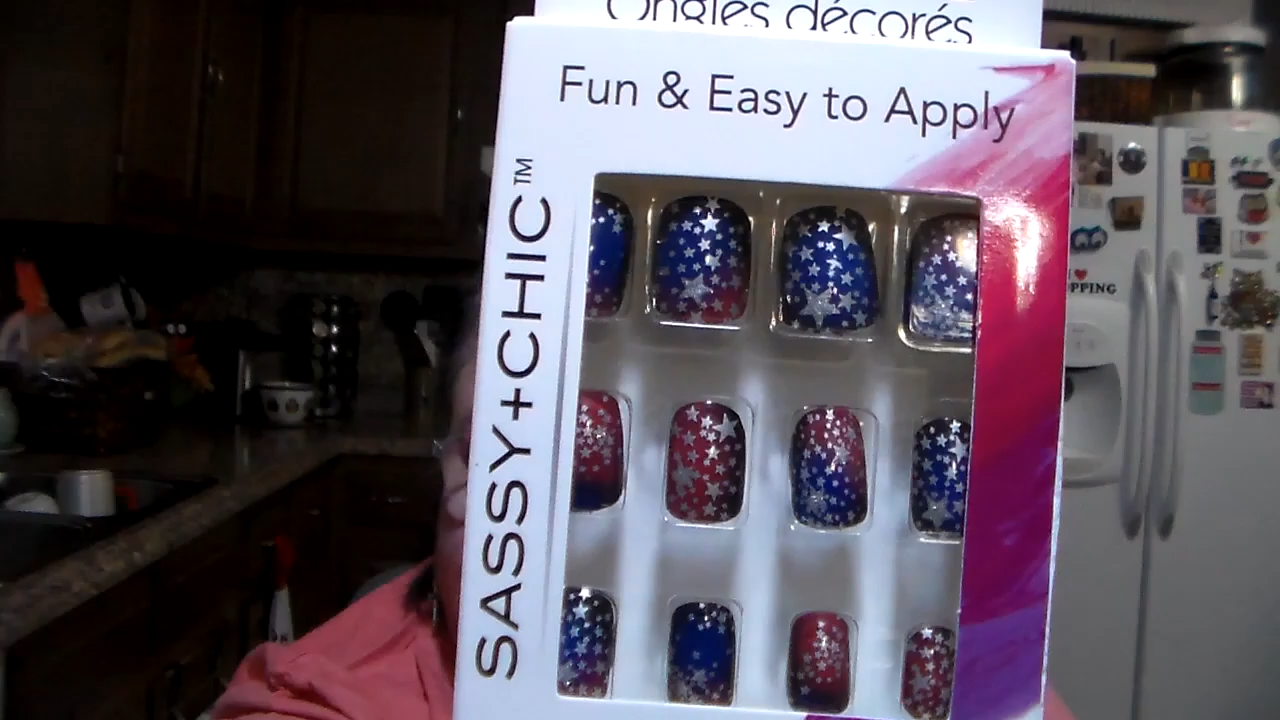 Ongles décorés
Fun & Easy to Apply
SASSY+CHIC™
I ♥
PPING